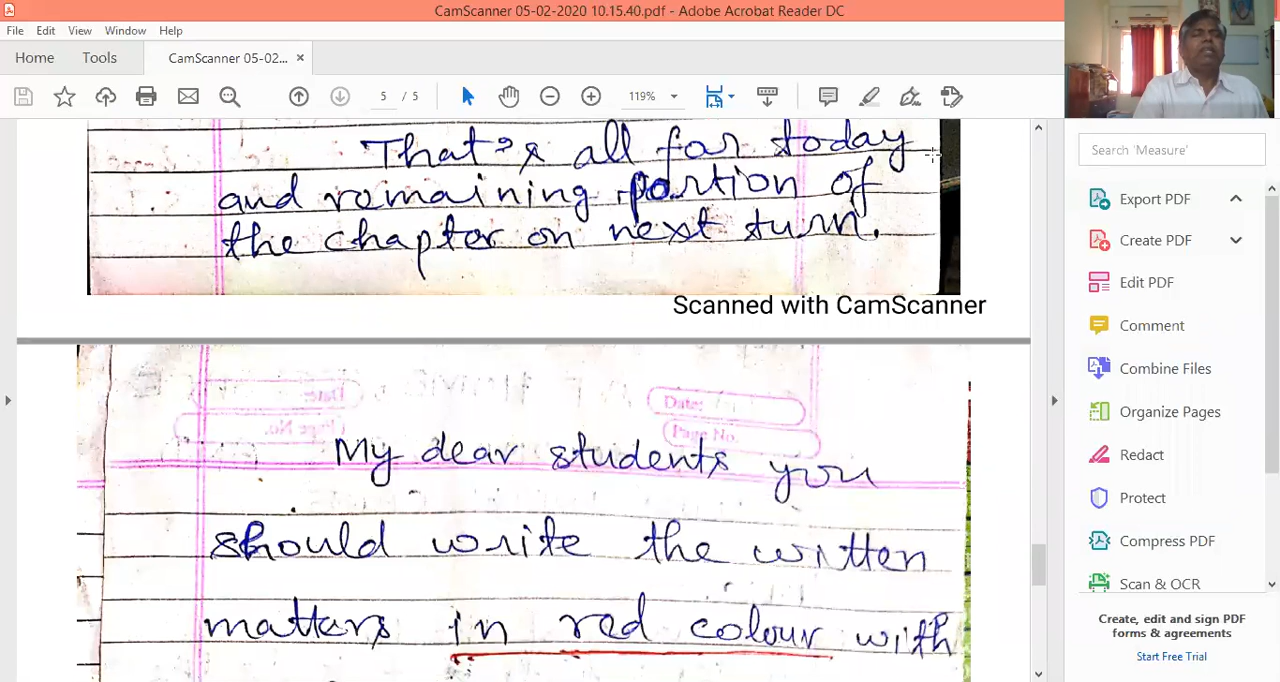 CamScanner 05-02-2020 10.15.40.pdf - Adobe Acrobat Reader DC
File Edit View Window Help
Home Tools CamScanner 05-02... ×
5 / 5 119%
That's all for today
and remaining portion of
the chapter on next turn.
Scanned with CamScanner
Date:
Page No.
My dear students you
should write the written
matters in red colour with
Search 'Measure'
Export PDF
Create PDF
Edit PDF
Comment
Combine Files
Organize Pages
Redact
Protect
Compress PDF
Scan & OCR
Create, edit and sign PDF
forms & agreements
Start Free Trial